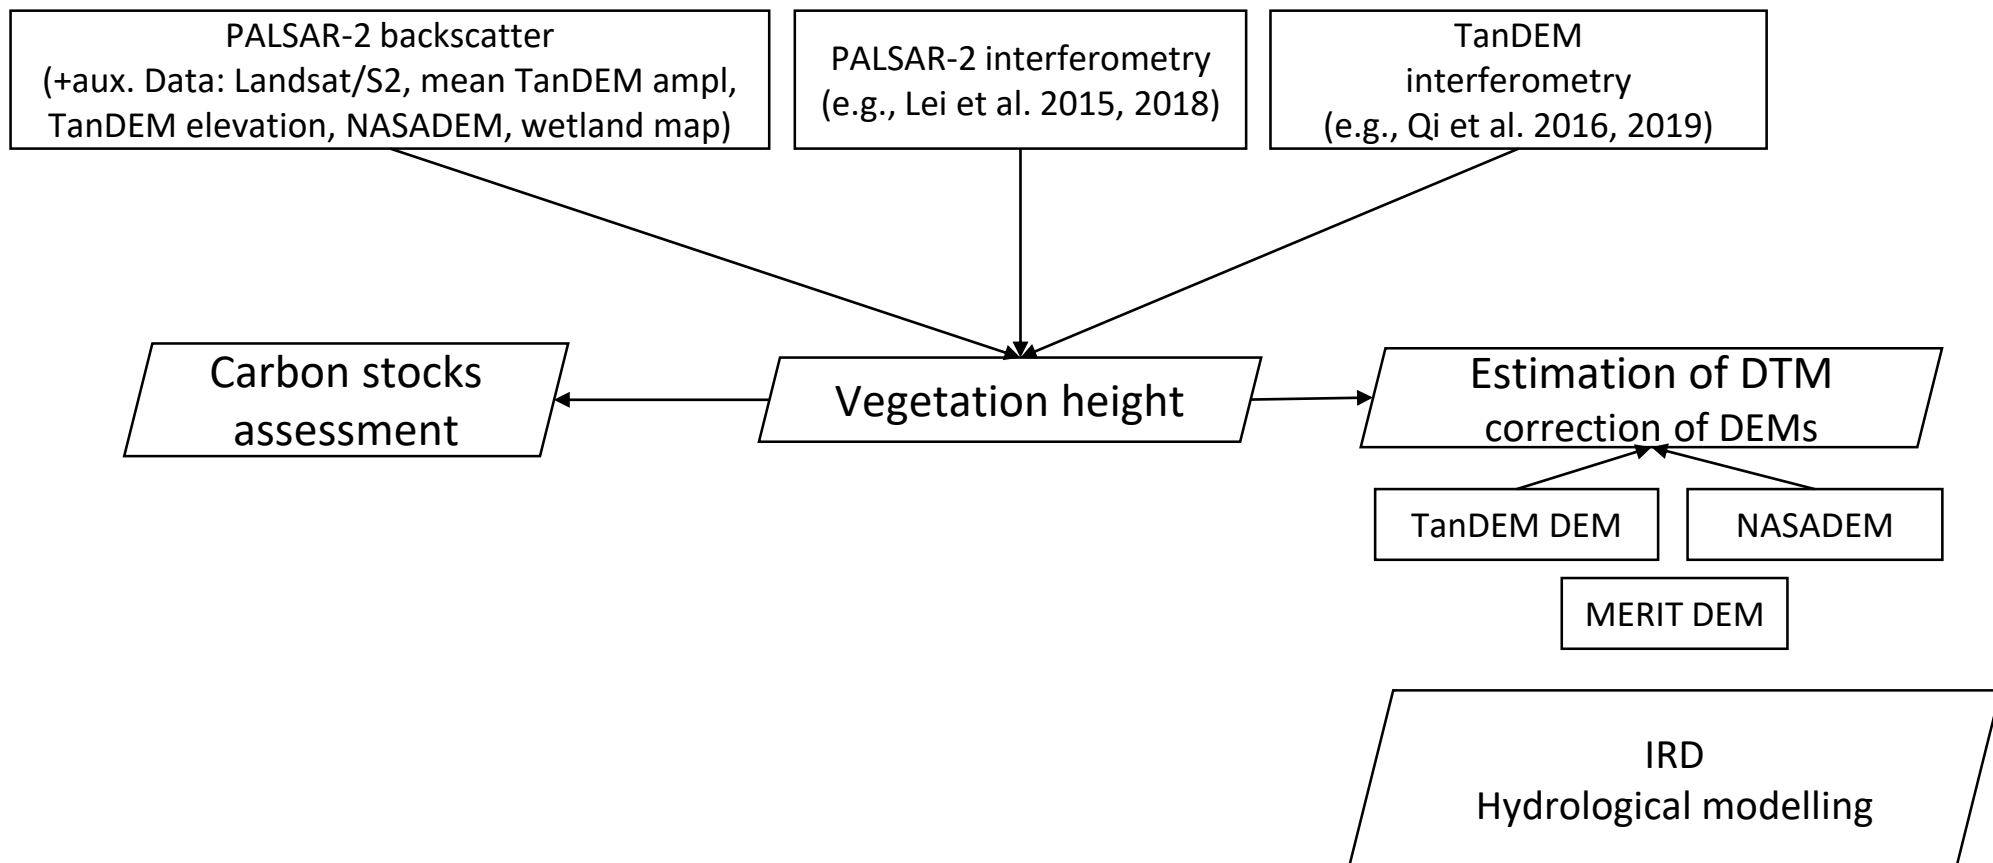 PALSAR-2 backscatter
(+aux. Data: Landsat/S2, mean TanDEM ampl,
TanDEM elevation, NASADEM, wetland map)
PALSAR-2 interferometry
(e.g., Lei et al. 2015, 2018)
TanDEM
interferometry
(e.g., Qi et al. 2016, 2019)
Carbon stocks
assessment
Vegetation height
Estimation of DTM
correction of DEMs
TanDEM DEM
NASADEM
MERIT DEM
IRD
Hydrological modelling